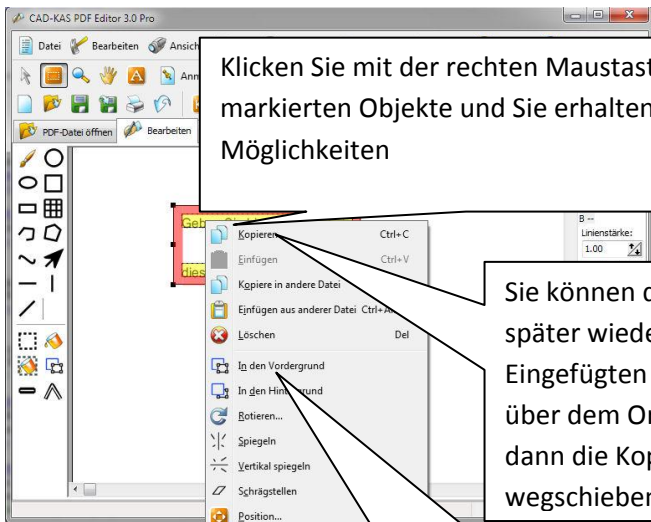 CAD-KAS PDF Editor 3.0 Pro
Datei Bearbeiten Ansich
Klicken Sie mit der rechten Maustast
markierten Objekte und Sie erhalten
Möglichkeiten
PDF-Datei öffnen Bearbeiten
B --
Linienstärke:
1.00
Kopieren Ctrl+C
Einfügen Ctrl+V
dies
Kopiere in andere Datei
Einfügen aus anderer Datei
Löschen Del
In den Vordergrund
In den Hintergrund
Rotieren...
Spiegeln
Vertikal spiegeln
Schrägstellen
Position...
Sie können d
später wiede
Eingefügten
über dem Or
dann die Kop
wegschieben